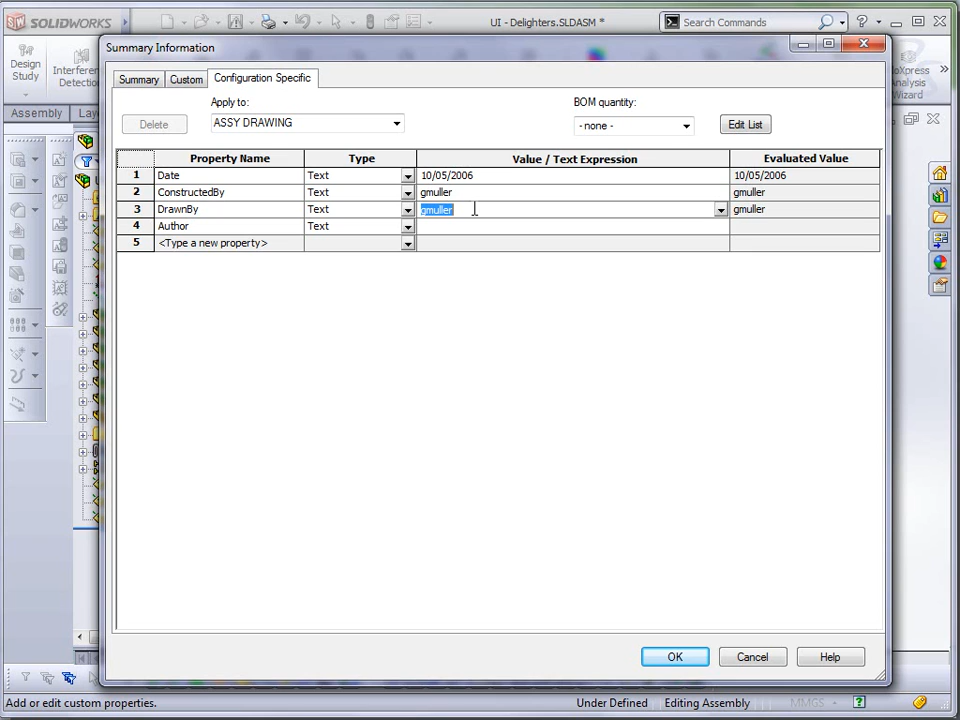 SOLIDWORKS
UI - Delighters.SLDASM *
Search Commands
Design Study
Interferen
Detectio
Xpress
Analysis
Wizard
Assembly
Lay
Summary Information
Summary
Custom
Configuration Specific
Apply to:
BOM quantity:
Delete
ASSY DRAWING
- none -
Edit List
Property Name Type Value / Text Expression Evaluated Value
1 Date Text 10/05/2006 10/05/2006
2 ConstructedBy Text gmuller gmuller
3 DrawnBy Text gmuller gmuller
4 Author Text
5 <Type a new property>
OK
Cancel
Help
Add or edit custom properties.
Under Defined
Editing Assembly
MMGS